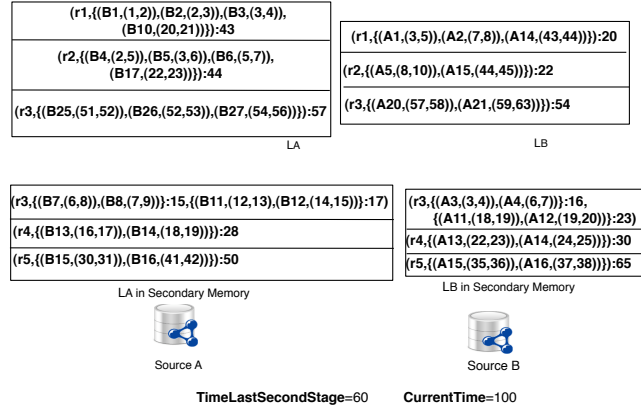 (r1,{(B1,(1,2)),(B2,(2,3)),(B3,(3,4)),
(B10,(20,21))}):43
(r2,{(B4,(2,5)),(B5,(3,6)),(B6,(5,7)),
(B17,(22,23))}):44
(r3,{(B25,(51,52)),(B26,(52,53)),(B27,(54,56))}):57
LA
(r1,{(A1,(3,5)),(A2,(7,8)),(A14,(43,44))}):20
(r2,{(A5,(8,10)),(A15,(44,45))}):22
(r3,{(A20,(57,58)),(A21,(59,63))}):54
LB
(r3,{(B7,(6,8)),(B8,(7,9))}:15,{(B11,(12,13)),(B12,(14,15))}:17)
(r4,{(B13,(16,17)),(B14,(18,19))}):28
(r5,{(B15,(30,31)),(B16,(41,42))}):50
LA in Secondary Memory
(r3,{(A3,(3,4)),(A4,(6,7))}:16,
{(A11,(18,19)),(A12,(19,20))}:23)
(r4,{(A13,(22,23)),(A14,(24,25))}):30
(r5,{(A15,(35,36)),(A16,(37,38))}):65
LB in Secondary Memory
Source A
Source B
TimeLastSecondStage=60 CurrentTime=100